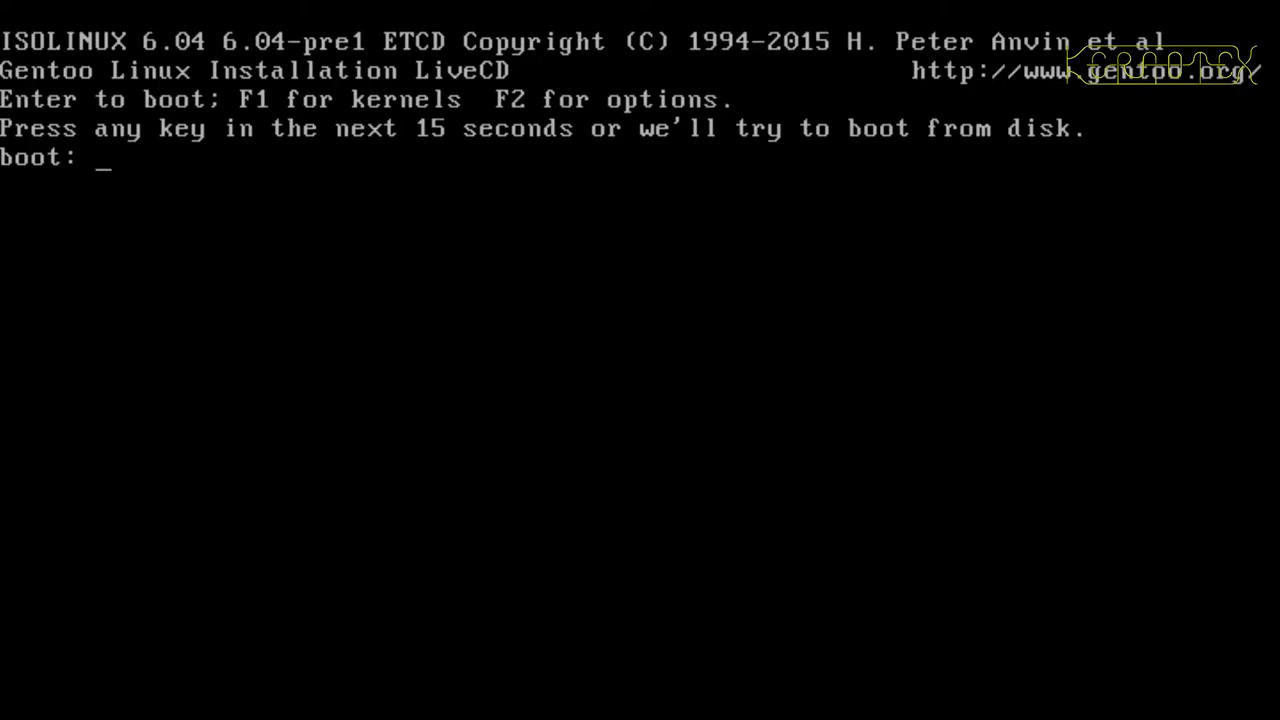 ISOLINUX 6.04 6.04-pre1 ETCD Copyright (C) 1994-2015 H. Peter Anvin et al
Gentoo Linux Installation LiveCD http://www.gentoo.org/
Enter to boot; F1 for kernels F2 for options.
Press any key in the next 15 seconds or we'll try to boot from disk.
boot: _